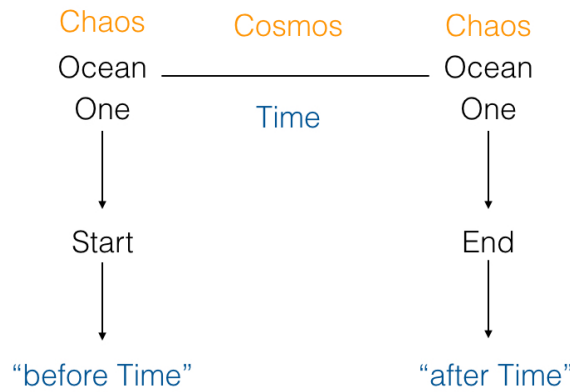 Chaos Cosmos Chaos
Ocean Ocean
One Time One
Start End
“before Time” “after Time”